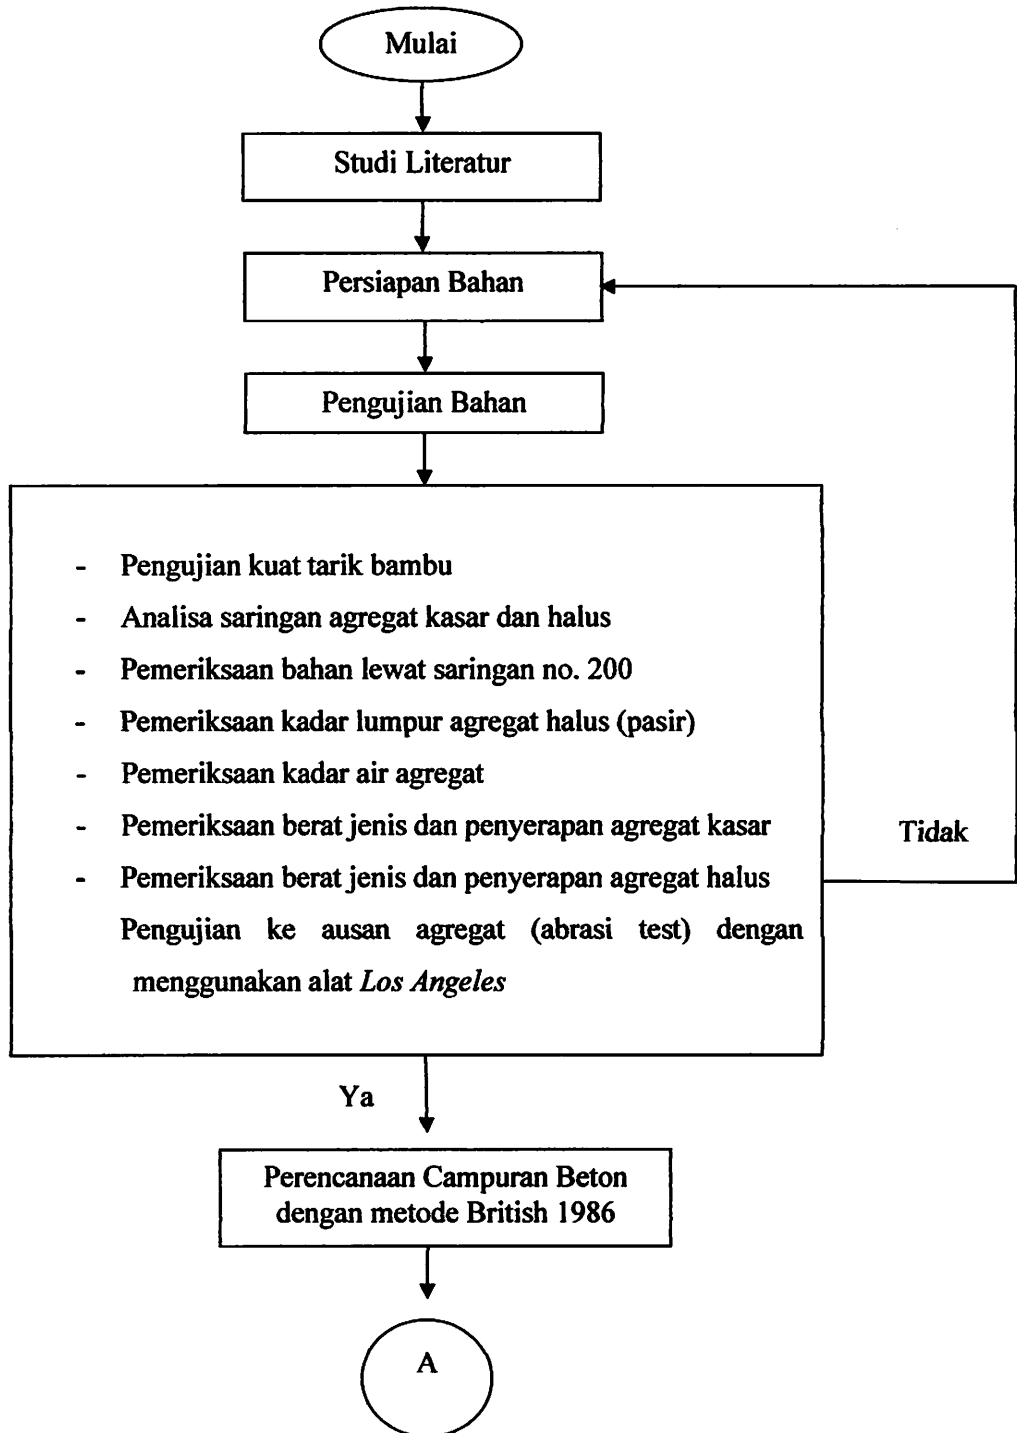 Mulai
Studi Literatur
Persiapan Bahan
Pengujian Bahan
- Pengujian kuat tarik bambu
- Analisa saringan agregat kasar dan halus
- Pemeriksaan bahan lewat saringan no. 200
- Pemeriksaan kadar lumpur agregat halus (pasir)
- Pemeriksaan kadar air agregat
- Pemeriksaan berat jenis dan penyerapan agregat kasar
- Pemeriksaan berat jenis dan penyerapan agregat halus
Pengujian ke ausan agregat (abrasi test) dengan
menggunakan alat Los Angeles
Tidak
Ya
Perencanaan Campuran Beton
dengan metode British 1986
A